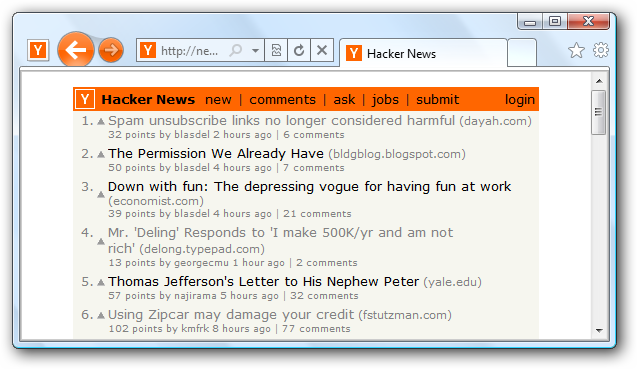 Y http://ne... Y Hacker News
Y Hacker News new | comments | ask | jobs | submit login
1. Spam unsubscribe links no longer considered harmful (dayah.com)
32 points by blasdel 2 hours ago | 6 comments
2. The Permission We Already Have (bldgblog.blogspot.com)
50 points by blasdel 4 hours ago | 7 comments
3. Down with fun: The depressing vogue for having fun at work
(economist.com)
39 points by blasdel 4 hours ago | 21 comments
4. Mr. 'Deling' Responds to 'I make 500K/yr and am not
rich' (delong.typepad.com)
13 points by georgecmu 1 hour ago | 2 comments
5. Thomas Jefferson's Letter to His Nephew Peter (yale.edu)
57 points by najirama 5 hours ago | 32 comments
6. Using Zipcar may damage your credit (fstutzman.com)
102 points by kmfrk 8 hours ago | 77 comments